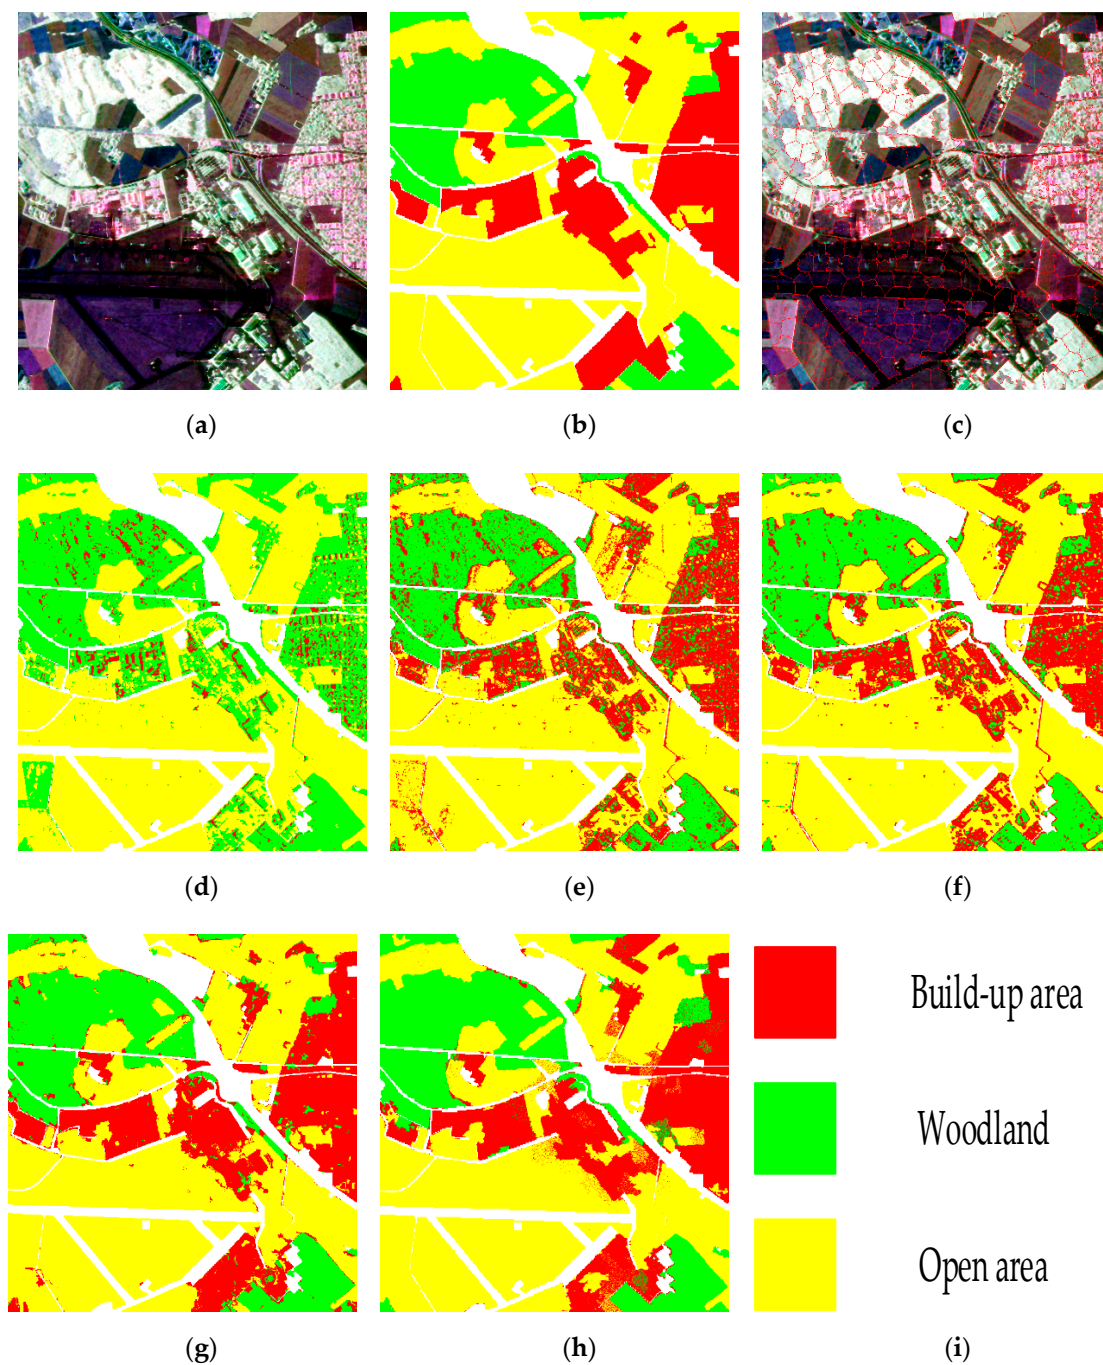 (a) (b) (c)
(d) (e) (f)
Build-up area
Woodland
Open area
(g) (h) (i)